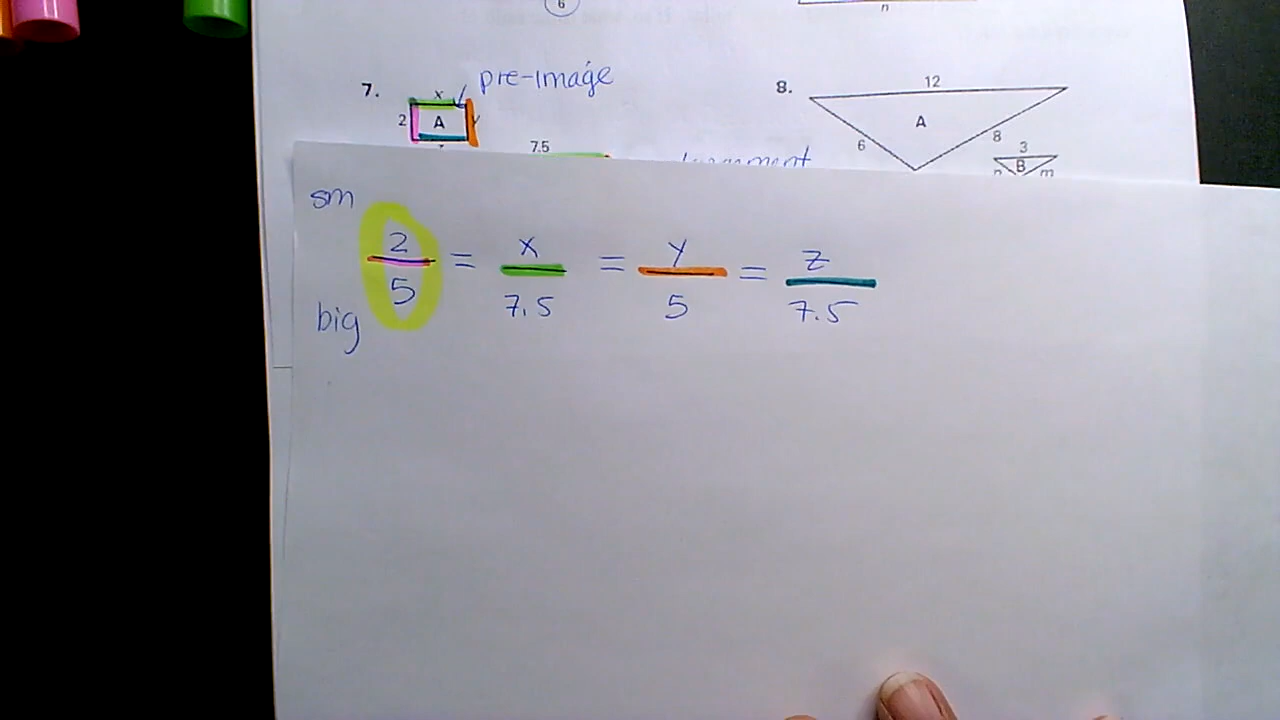 6
n
7.
x
pre-image
2
A
y
7.5
8.
12
A
6
8
3
B
n
m
sm
2/5 = x/7.5 = y/5 = z/7.5
big